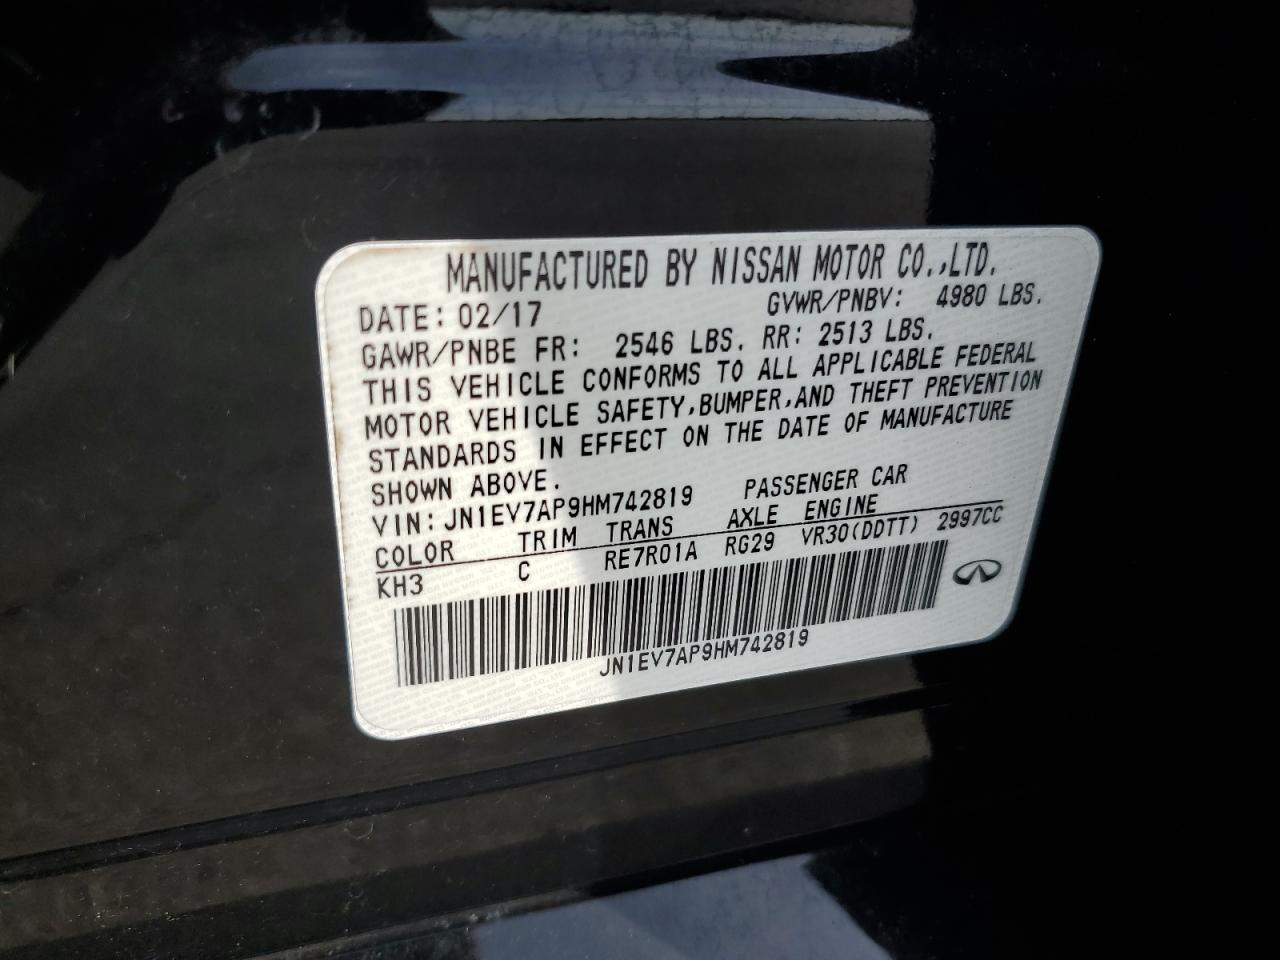 MANUFACTURED BY NISSAN MOTOR CO.,LTD.
DATE: 02/17 GVWR/PNBV: 4980 LBS.
GAWR/PNBE FR: 2546 LBS. RR: 2513 LBS.
THIS VEHICLE CONFORMS TO ALL APPLICABLE FEDERAL
MOTOR VEHICLE SAFETY,BUMPER,AND THEFT PREVENTION
STANDARDS IN EFFECT ON THE DATE OF MANUFACTURE
SHOWN ABOVE.
VIN: JN1EV7AP9HM742819 PASSENGER CAR
COLOR TRIM TRANS AXLE ENGINE
KH3 C RE7R01A RG29 VR30(DDTT) 2997CC
JN1EV7AP9HM742819